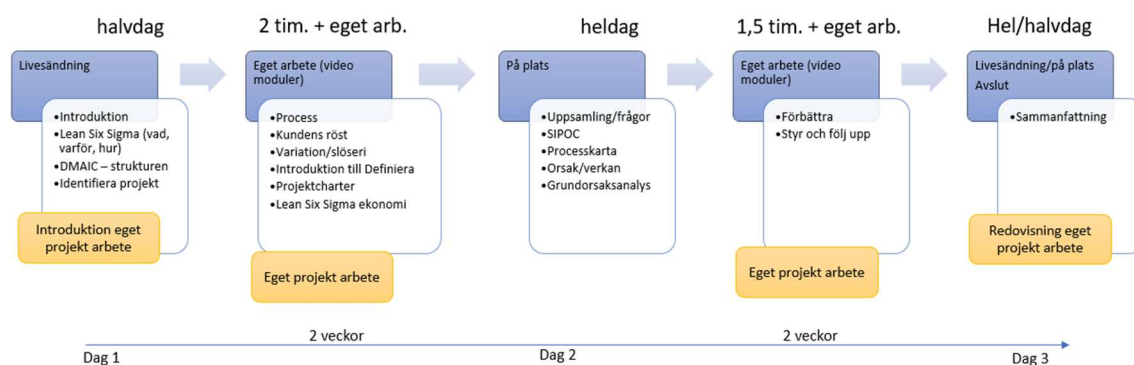 halvdag
Livesändning
•Introduktion
•Lean Six Sigma (vad,
varför, hur)
•DMAIC – strukturen
•Identifiera projekt
Introduktion eget
projekt arbete
2 tim. + eget arb.
Eget arbete (video
moduler)
•Process
•Kundens röst
•Variation/slöseri
•Introduktion till Definiera
•Projektcharter
•Lean Six Sigma ekonomi
Eget projekt arbete
heldag
På plats
•Uppsamling/frågor
•SIPOC
•Processkarta
•Orsak/verkan
•Grundorsaksanalys
1,5 tim. + eget arb.
Eget arbete (video
moduler)
•Förbättra
•Styr och följ upp
Eget projekt arbete
Hel/halvdag
Livesändning/på plats
Avslut
•Sammanfattning
Redovisning eget
projekt arbete
2 veckor
2 veckor
Dag 1
Dag 2
Dag 3